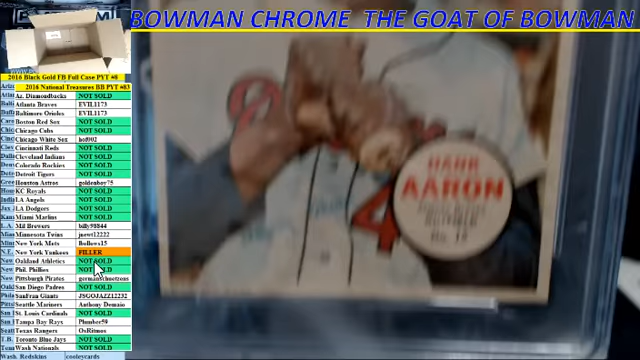 BOWMAN CHROME  THE GOAT OF BOWMAN
2016 Black Gold FB Full Case PYT #8
2016 National Treasures BB PYT #83
Az. Diamondbacks NOT SOLD
Atlanta Braves EVIL1173
Baltimore Orioles EVIL1173
Boston Red Sox NOT SOLD
Chicago Cubs NOT SOLD
Chicago White Sox
Cincinnati Reds NOT SOLD
Cleveland Indians NOT SOLD
Colorado Rockies NOT SOLD
Detroit Tigers NOT SOLD
Houston Astros goldenboy75
KC Royals NOT SOLD
LA Angels NOT SOLD
LA Dodgers NOT SOLD
Miami Marlins NOT SOLD
L.A. Mil Brewers billy98844
Minnesota Twins
New York Mets
N.E. New York Yankees FILLER
New Oakland Athletics NOT SOLD
New Phil. Phillies NOT SOLD
New Pittsburgh Pirates
San Diego Padres NOT SOLD
SanFran Giants JSGOJAZZ12232
Seattle Mariners Anthony Demaio
St. Louis Cardinals NOT SOLD
Tampa Bay Rays Plumber59
Texas Rangers OsRitmos
T.B. Toronto Blue Jays NOT SOLD
Wash Nationals NOT SOLD
Wash. Redskins cooleycards
HANK
AARON
4